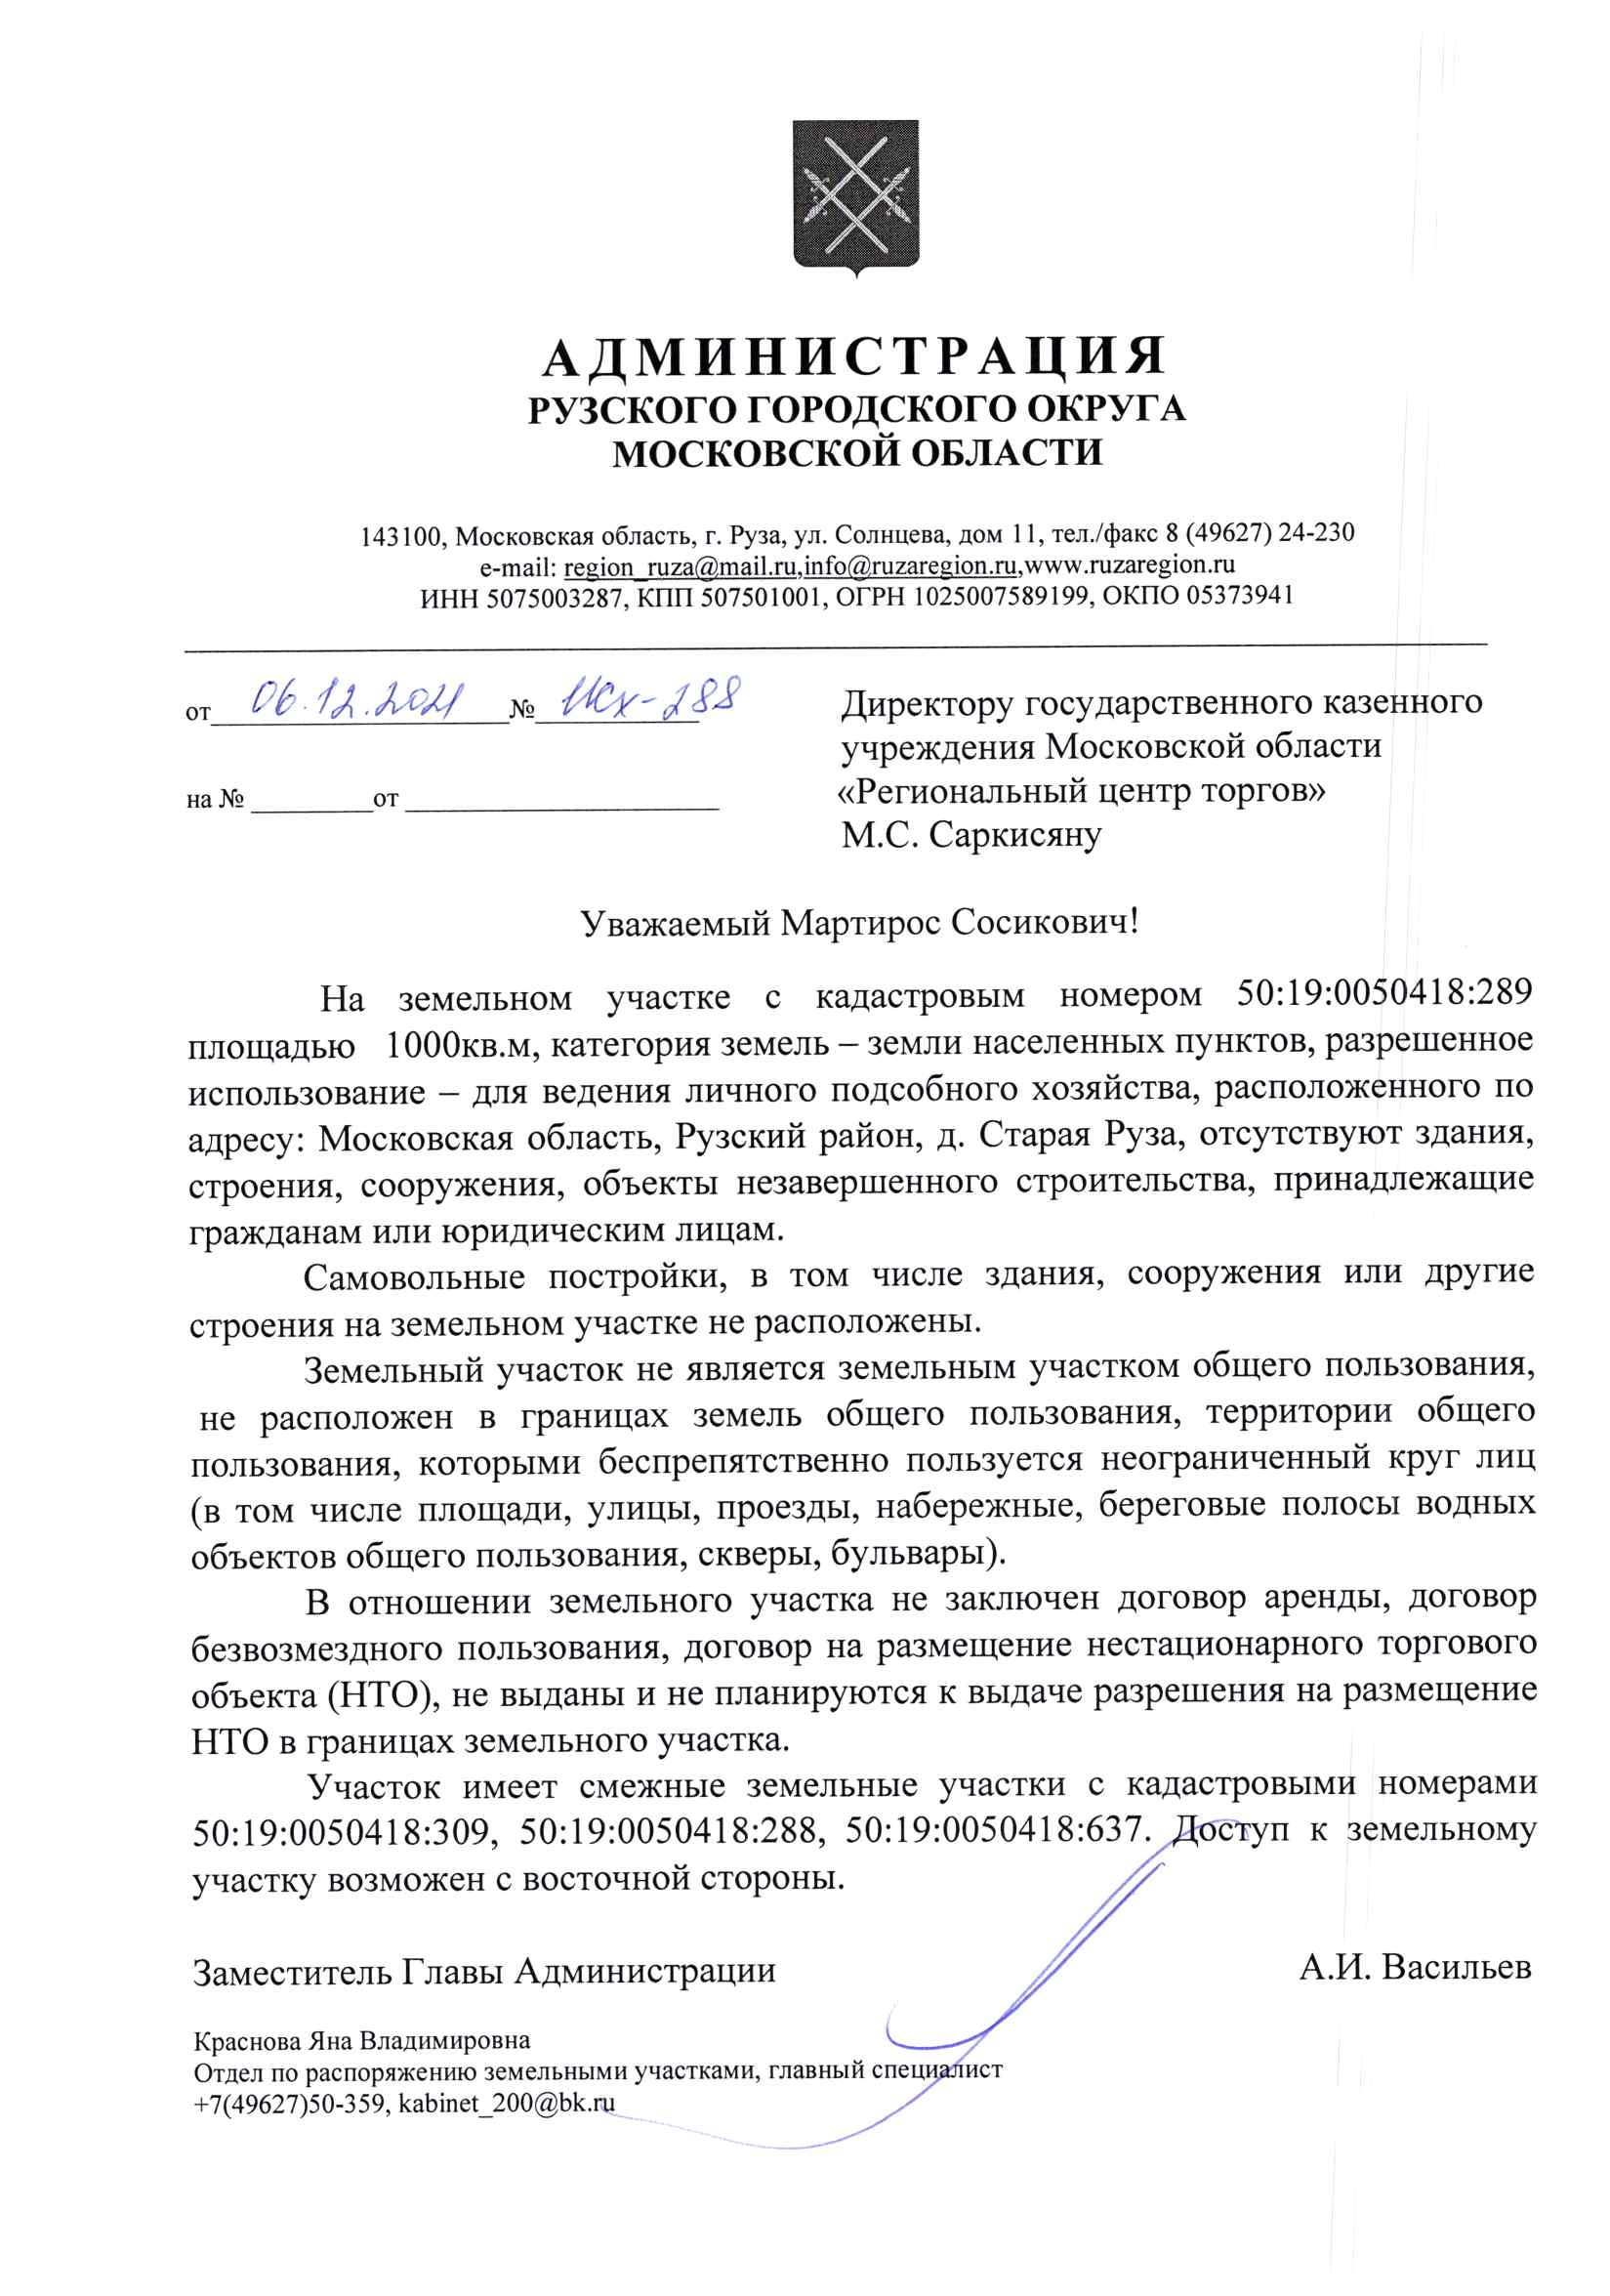 АДМИНИСТРАЦИЯ
РУЗСКОГО ГОРОДСКОГО ОКРУГА
МОСКОВСКОЙ ОБЛАСТИ
143100, Московская область, г. Руза, ул. Солнцева, дом 11, тел./факс 8 (49627) 24-230
e-mail: region_ruza@mail.ru,info@ruzaregion.ru,www.ruzaregion.ru
ИНН 5075003287, КПП 507501001, ОГРН 1025007589199, ОКПО 05373941
от 06.12.2021 № Исх-288
на № _________ от _______________________
Директору государственного казенного
учреждения Московской области
«Региональный центр торгов»
М.С. Саркисяну
Уважаемый Мартирос Сосикович!
На земельном участке с кадастровым номером 50:19:0050418:289
площадью 1000кв.м, категория земель – земли населенных пунктов, разрешенное
использование – для ведения личного подсобного хозяйства, расположенного по
адресу: Московская область, Рузский район, д. Старая Руза, отсутствуют здания,
строения, сооружения, объекты незавершенного строительства, принадлежащие
гражданам или юридическим лицам.
Самовольные постройки, в том числе здания, сооружения или другие
строения на земельном участке не расположены.
Земельный участок не является земельным участком общего пользования,
не расположен в границах земель общего пользования, территории общего
пользования, которыми беспрепятственно пользуется неограниченный круг лиц
(в том числе площади, улицы, проезды, набережные, береговые полосы водных
объектов общего пользования, скверы, бульвары).
В отношении земельного участка не заключен договор аренды, договор
безвозмездного пользования, договор на размещение нестационарного торгового
объекта (НТО), не выданы и не планируются к выдаче разрешения на размещение
НТО в границах земельного участка.
Участок имеет смежные земельные участки с кадастровыми номерами
50:19:0050418:309, 50:19:0050418:288, 50:19:0050418:637. Доступ к земельному
участку возможен с восточной стороны.
Заместитель Главы Администрации А.И. Васильев
Краснова Яна Владимировна
Отдел по распоряжению земельными участками, главный специалист
+7(49627)50-359, kabinet_200@bk.ru